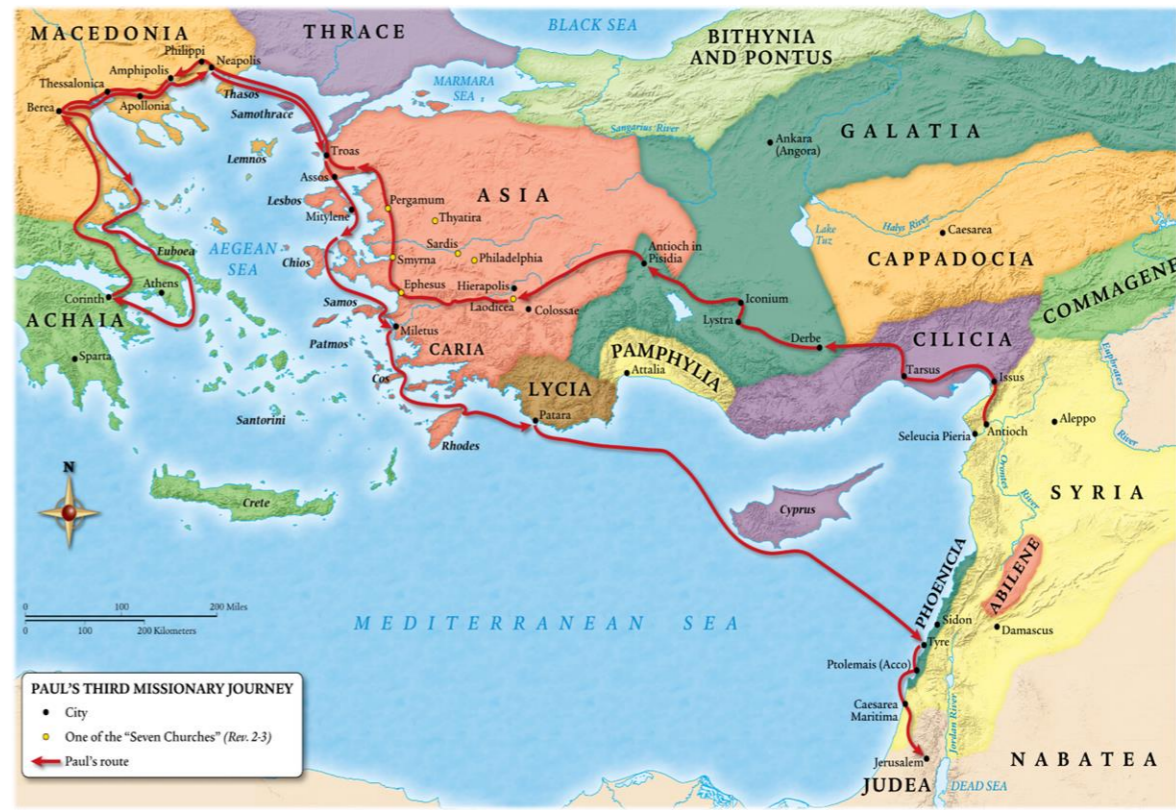 BLACK SEA
MACEDONIA
THRACE
BITHYNIA
AND PONTUS
Philippi
Neapolis
Amphipolis
Thessalonica
Apollonia
Berea
Thasos
Samothrace
MARMARA
SEA
Sangarius River
Ankara
(Angora)
GALATIA
Lemnos
Troas
Assos
ASIA
Lesbos
Mitylene
Pergamum
Thyatira
Lake
Tuz
Halys River
Caesarea
CAPPADOCIA
COMMAGENE
AEGEAN
SEA
Euboea
Chios
Smyrna
Sardis
Philadelphia
Antioch in
Pisidia
Athens
Corinth
ACHAIA
Sparta
Samos
Ephesus
Hierapolis
Laodicea
Colossae
Iconium
Lystra
Derbe
CILICIA
Euphrates
River
Patmos
Miletus
CARIA
PAMPHYLIA
Attalia
Tarsus
Issus
Cos
LYCIA
Patara
Santorini
Rhodes
Seleucia Pieria
Antioch
Aleppo
Orontes
River
SYRIA
N
Crete
Cyprus
PHOENICIA
ABILENE
0 100 200 Miles
0 100 200 Kilometers
MEDITERRANEAN SEA
Sidon
Tyre
Damascus
Ptolemais (Acco)
Caesarea
Maritima
Jordan River
Jerusalem
JUDEA
DEAD SEA
NABATEA
PAUL'S THIRD MISSIONARY JOURNEY
City
One of the "Seven Churches" (Rev. 2-3)
Paul's route